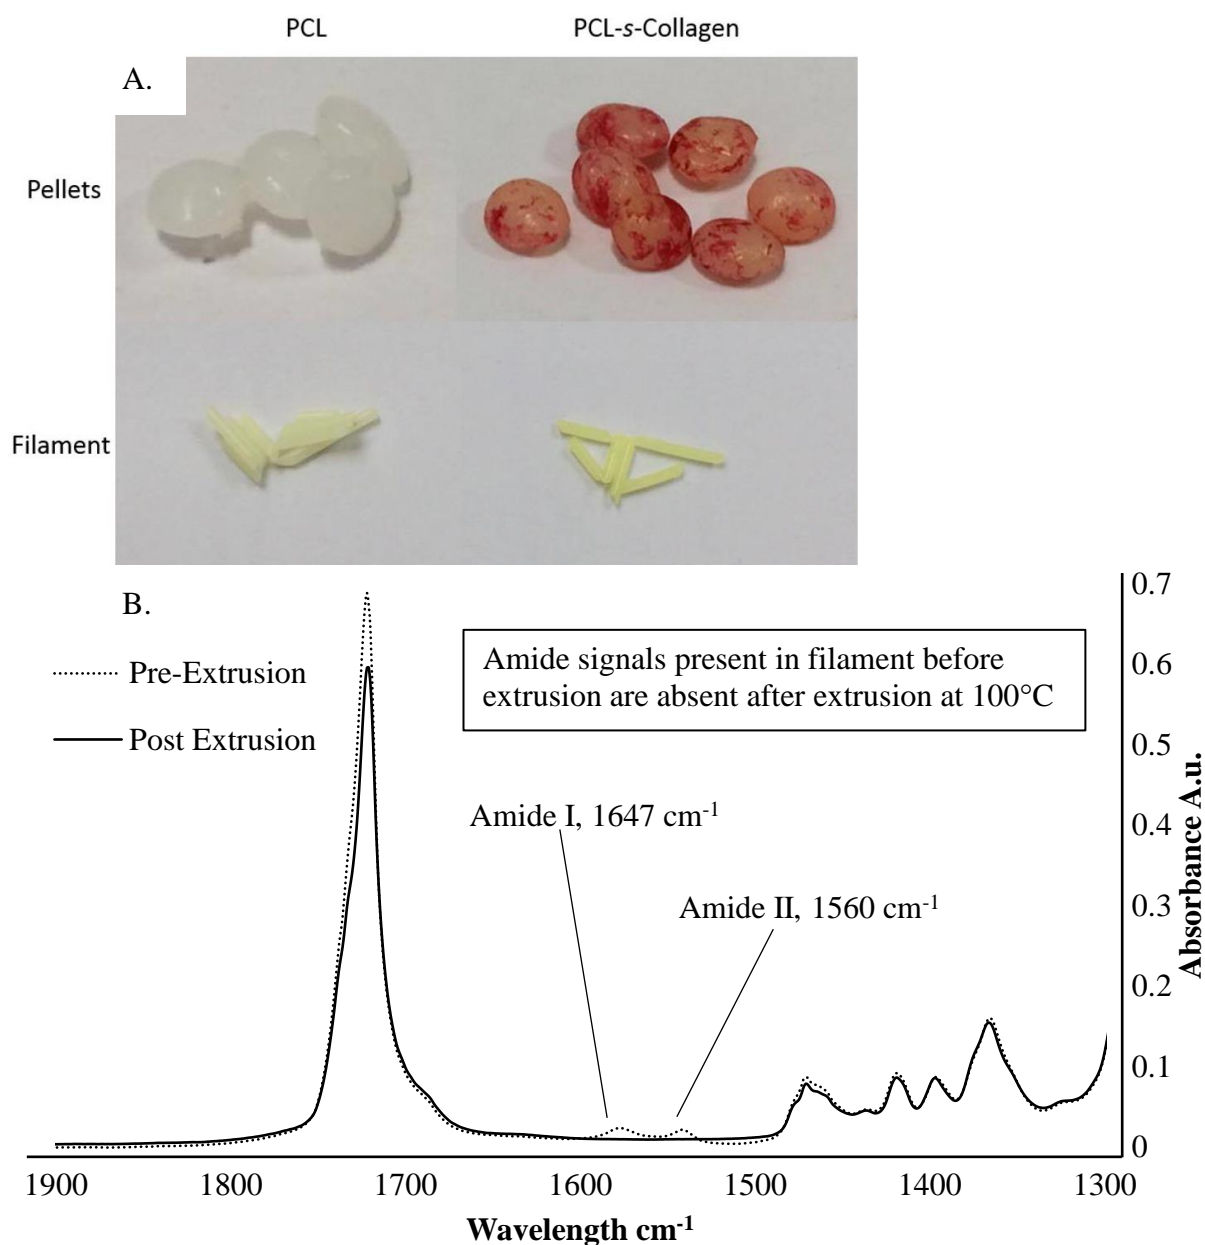 PCL
PCL-s-Collagen
A.
Pellets
Filament
B.
Pre-Extrusion
Post Extrusion
Amide signals present in filament before
extrusion are absent after extrusion at 100°C
Amide I, 1647 cm-1
Amide II, 1560 cm-1
0.7
0.6
0.5
0.4
0.3
0.2
0.1
0
Absorbance A.u.
1900 1800 1700 1600 1500 1400 1300
Wavelength cm-1